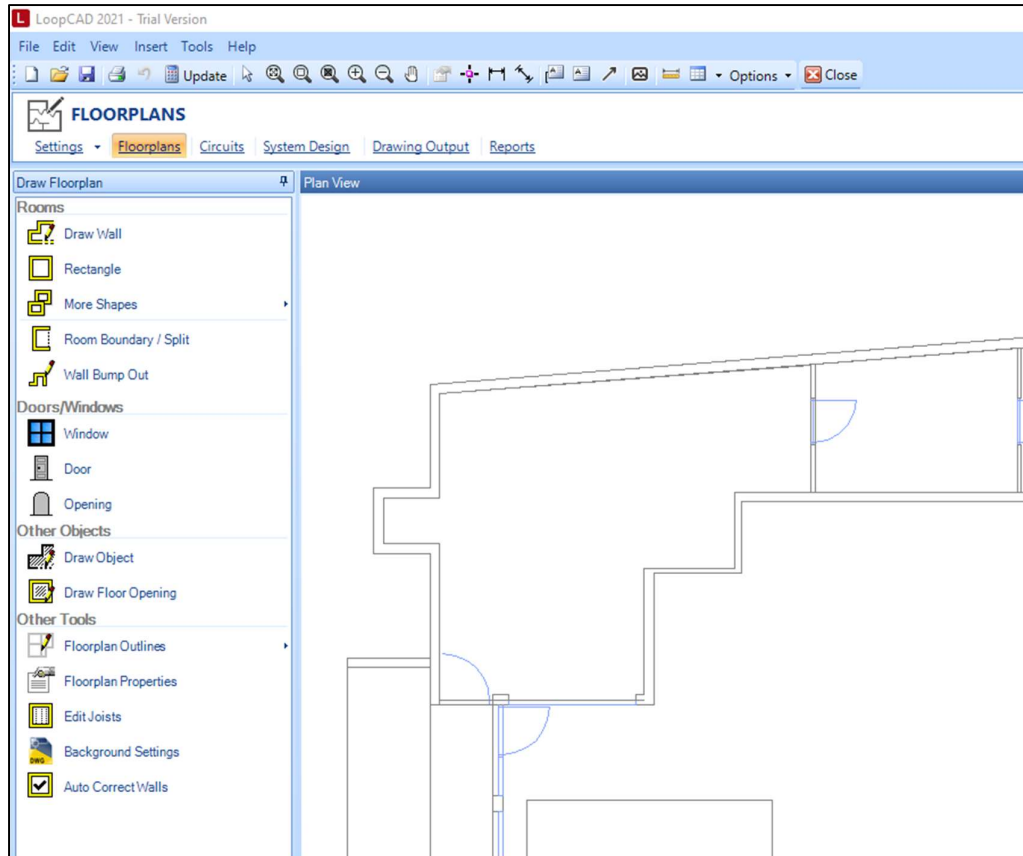 L LoopCAD 2021 - Trial Version
File Edit View Insert Tools Help
Update Options Close
FLOORPLANS
Settings Floorplans Circuits System Design Drawing Output Reports
Draw Floorplan
Plan View
Rooms
Draw Wall
Rectangle
More Shapes
Room Boundary / Split
Wall Bump Out
Doors/Windows
Window
Door
Opening
Other Objects
Draw Object
Draw Floor Opening
Other Tools
Floorplan Outlines
Floorplan Properties
Edit Joists
DWG Background Settings
Auto Correct Walls